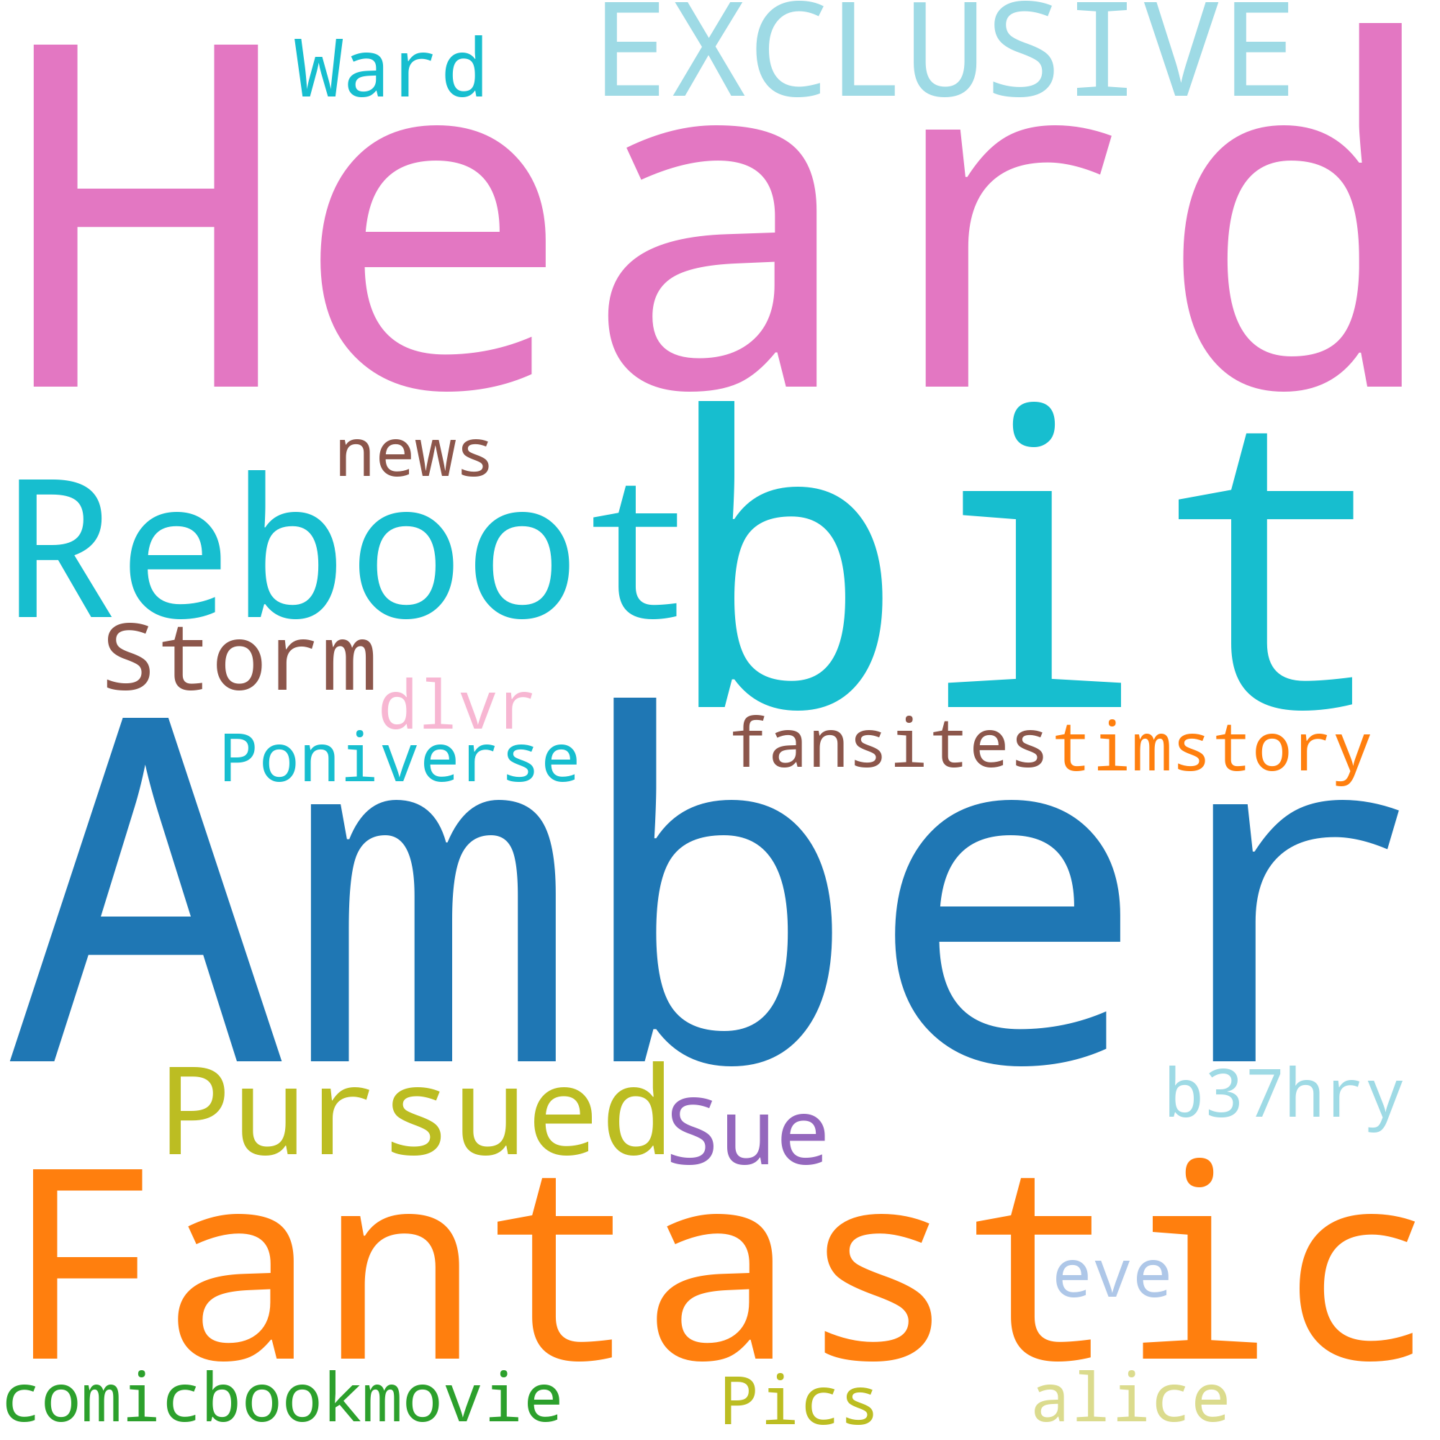 Ward
EXCLUSIVE
Heard
news
Reboot
bit
Storm
dlvr
Poniverse
fansites
timstory
Amber
Pursued
Sue
b37hry
Fantastic
eve
comicbookmovie
Pics
alice